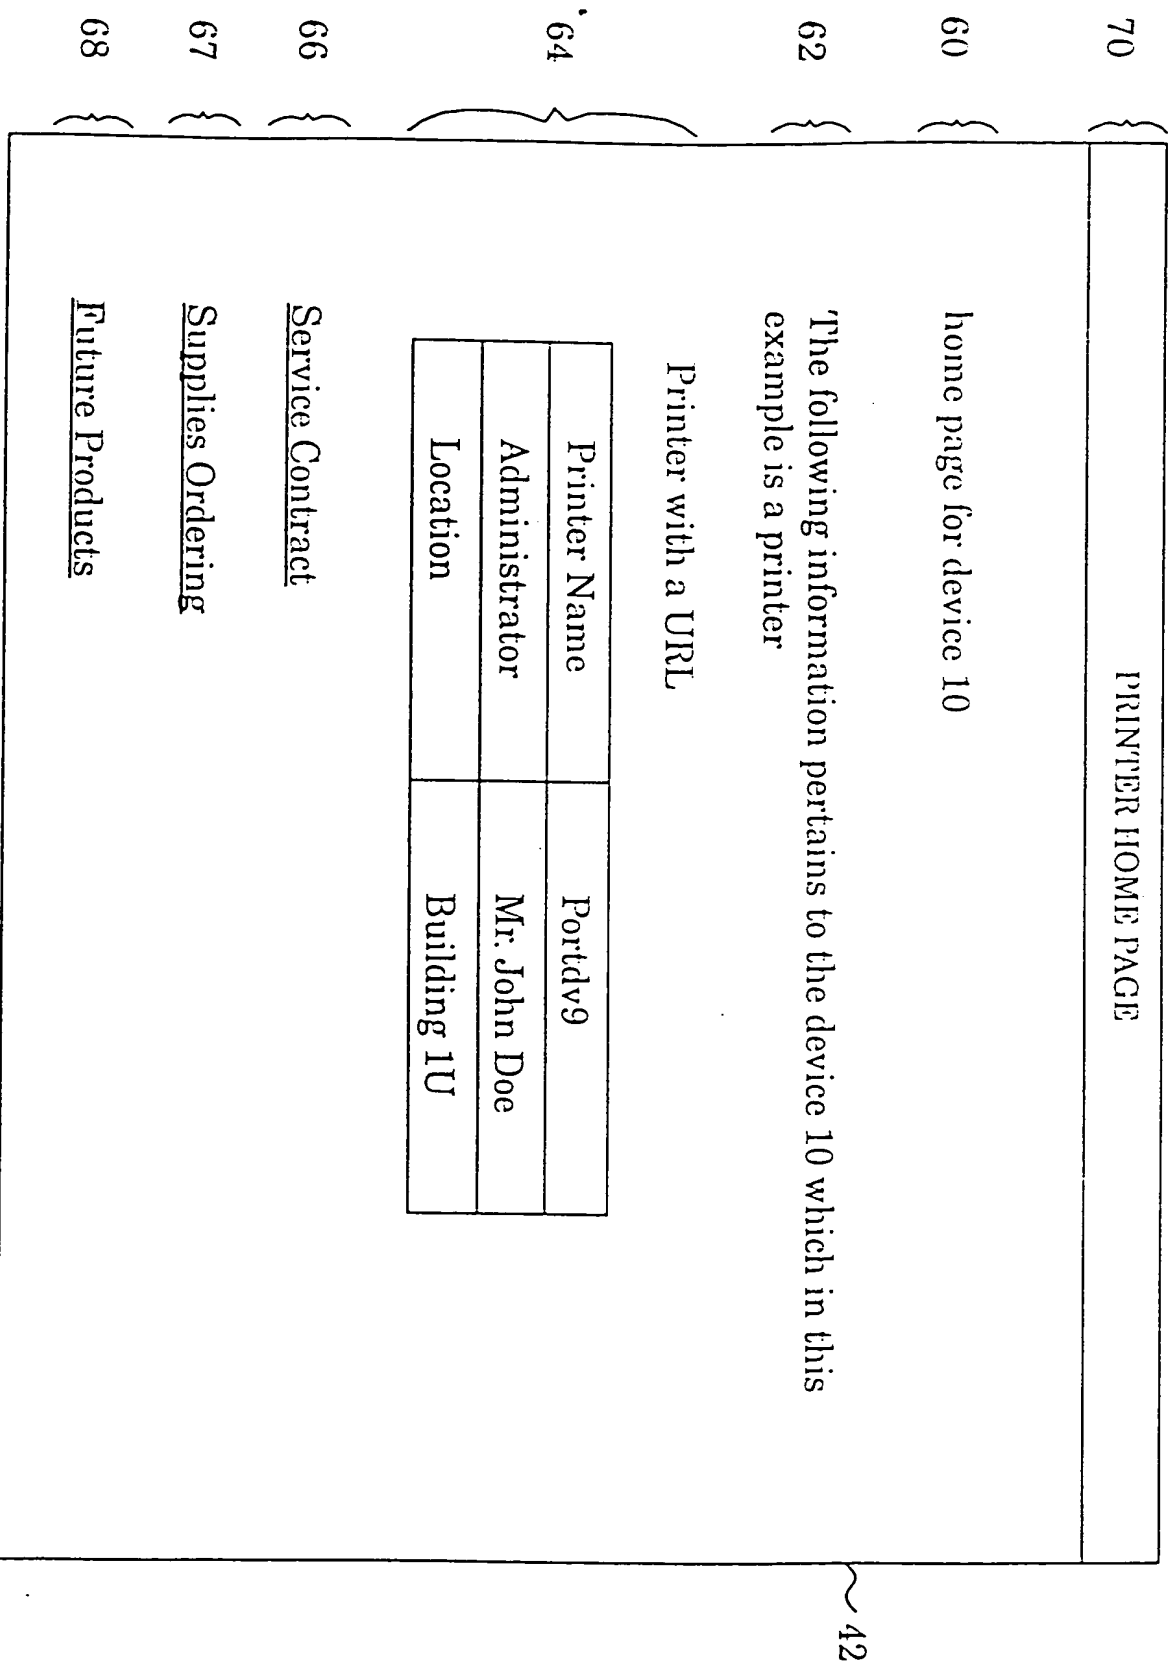 70
PRINTER HOME PAGE
60
home page for device 10
62
The following information pertains to the device 10 which in this
example is a printer
42
Printer with a URL
64
Printer Name Portdv9
Administrator Mr. John Doe
Location Building 1U
66
Service Contract
67
Supplies Ordering
68
Future Products